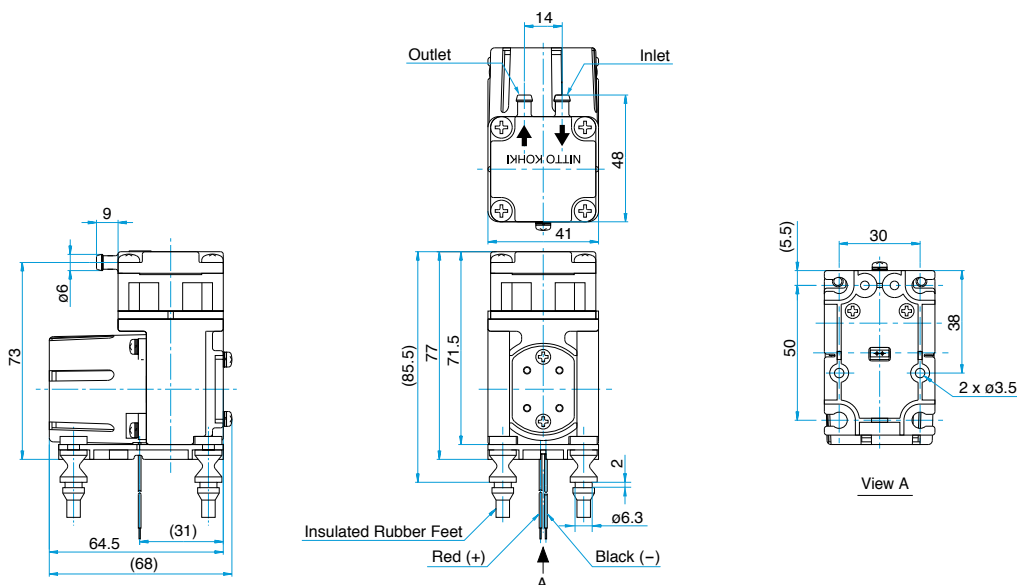 14
Outlet
Inlet
NITTO KOHKI
48
41
9
ø6
73
(31)
64.5
(68)
(85.5)
77
71.5
2
ø6.3
Insulated Rubber Feet
Red (+)
Black (−)
A
(5.5)
30
50
38
2 x ø3.5
View A